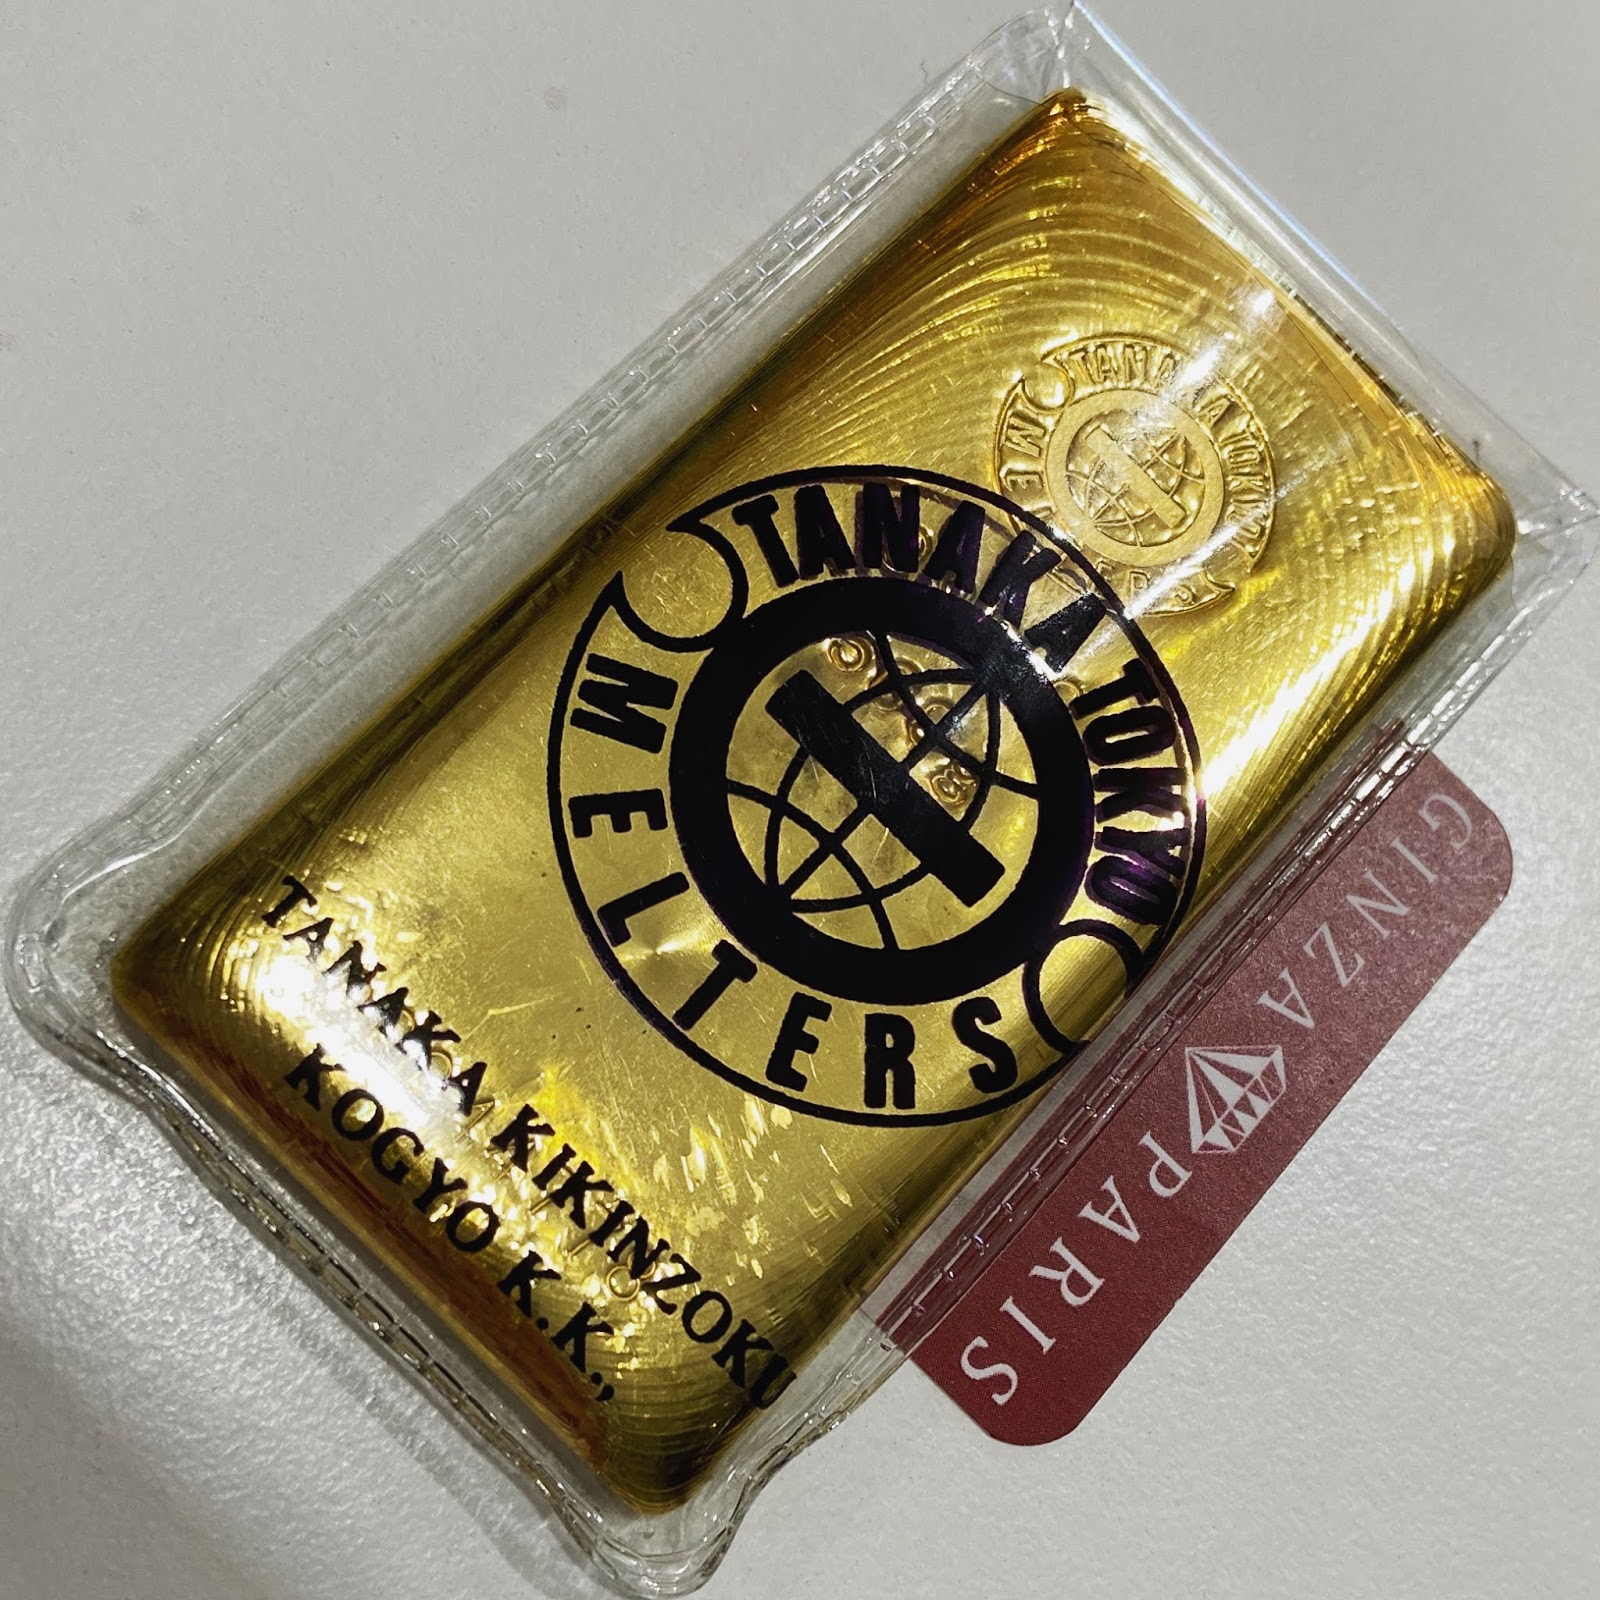 TANAKA TOKYO
MELTERS
TANAKA TOKYO
MELTERS
TANAKA KIKINZOKU
KOGYO K.K.,
GINZA PARIS